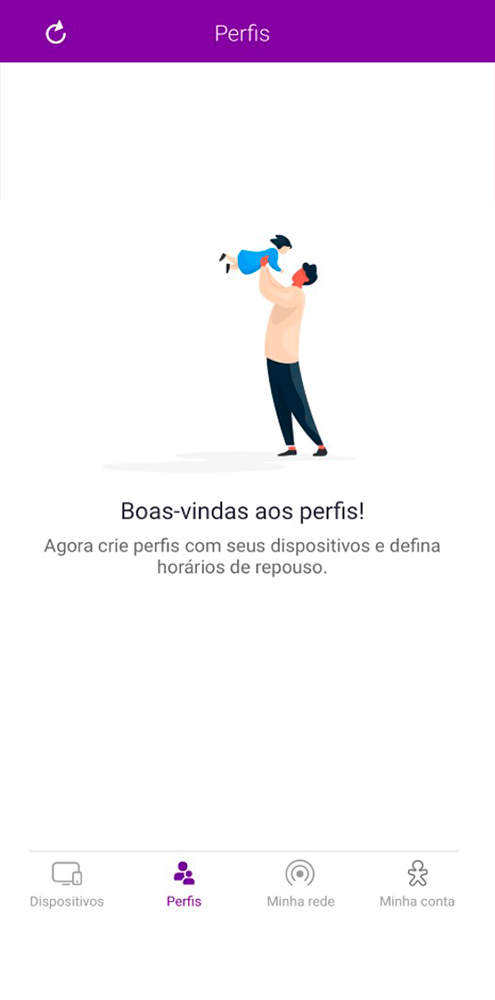 Perfis
Boas-vindas aos perfis!
Agora crie perfis com seus dispositivos e defina
horários de repouso.
Dispositivos
Perfis
Minha rede
Minha conta